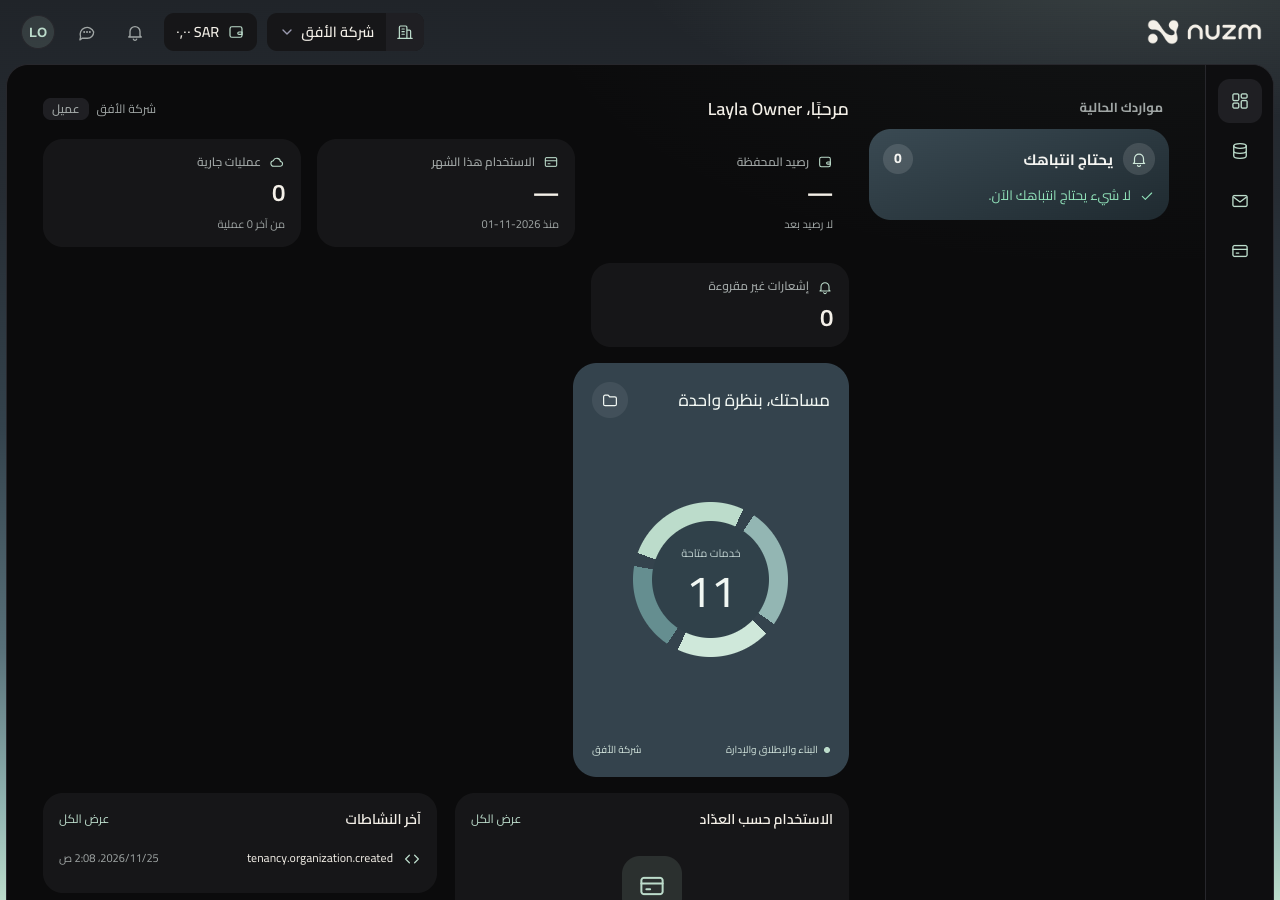 nuzm
شركة الأفق
٠٫٠٠ SAR
LO
مواردك الحالية
يحتاج انتباهك
0
لا شيء يحتاج انتباهك الآن.
مرحبًا، Layla Owner
شركة الأفق
عميل
رصيد المحفظة
—
لا رصيد بعد
الاستخدام هذا الشهر
—
منذ 2026-11-01
عمليات جارية
0
من آخر 0 عملية
إشعارات غير مقروءة
0
مساحتك، بنظرة واحدة
خدمات متاحة
11
البناء والإطلاق والإدارة
شركة الأفق
الاستخدام حسب العدّاد
عرض الكل
آخر النشاطات
عرض الكل
tenancy.organization.created
2026/11/25، 2:08 ص